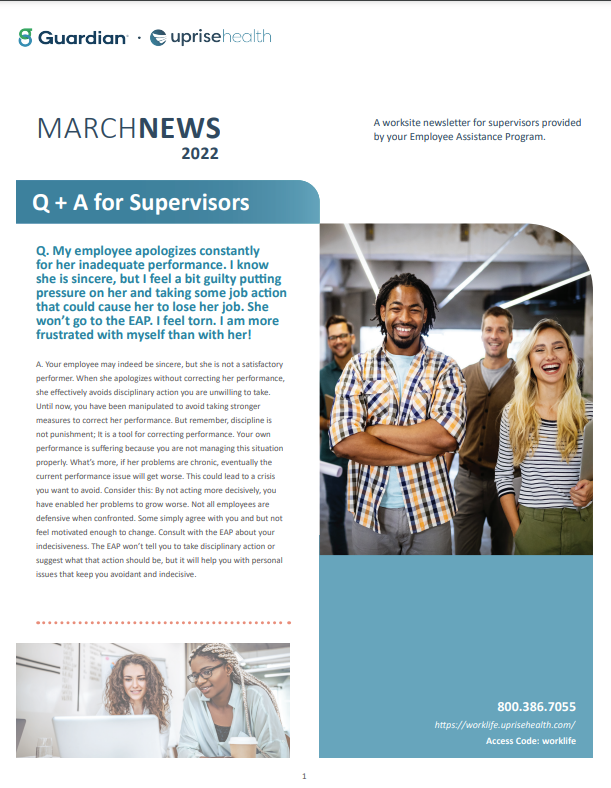 Guardian · uprisehealth
MARCHNEWS
2022
A worksite newsletter for supervisors provided
by your Employee Assistance Program.
Q + A for Supervisors
Q. My employee apologizes constantly
for her inadequate performance. I know
she is sincere, but I feel a bit guilty putting
pressure on her and taking some job action
that could cause her to lose her job. She
won't go to the EAP. I feel torn. I am more
frustrated with myself than with her!
A. Your employee may indeed be sincere, but she is not a satisfactory
performer. When she apologizes without correcting her performance,
she effectively avoids disciplinary action you are unwilling to take.
Until now, you have been manipulated to avoid taking stronger
measures to correct her performance. But remember, discipline is
not punishment; It is a tool for correcting performance. Your own
performance is suffering because you are not managing this situation
properly. What's more, if her problems are chronic, eventually the
current performance issue will get worse. This could lead to a crisis
you want to avoid. Consider this: By not acting more decisively, you
have enabled her problems to grow worse. Not all employees are
defensive when confronted. Some simply agree with you and but not
feel motivated enough to change. Consult with the EAP about your
indecisiveness. The EAP won't tell you to take disciplinary action or
suggest what that action should be, but it will help you with personal
issues that keep you avoidant and indecisive.
800.386.7055
https://worklife.uprisehealth.com/
Access Code: worklife
1